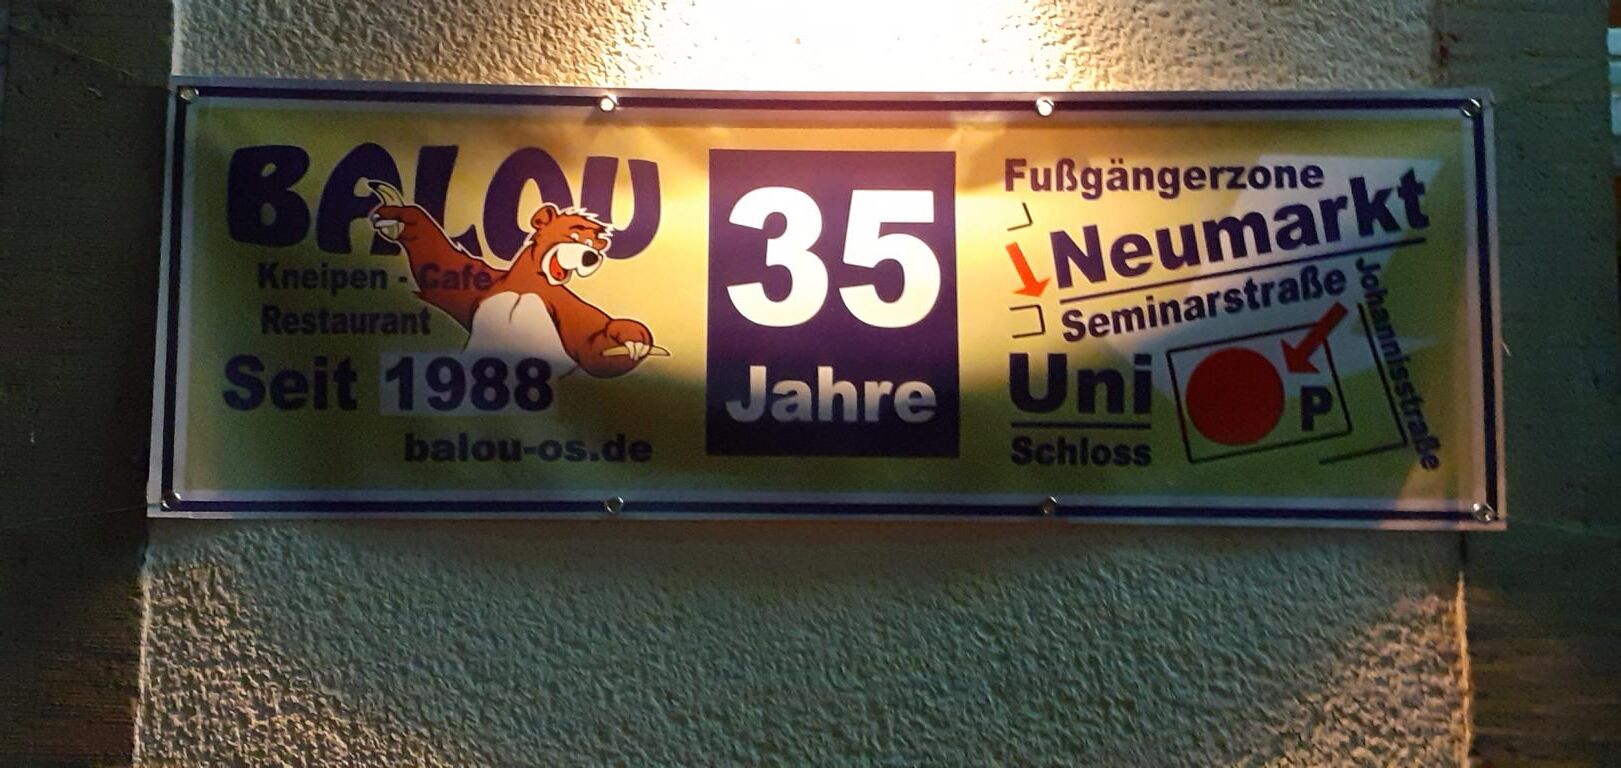 BALOU
Kneipen - Cafe
Restaurant
Seit 1988
balou-os.de
35
Jahre
Fußgängerzone
Neumarkt
Seminarstraße
Johannisstraße
Uni
Schloss
P